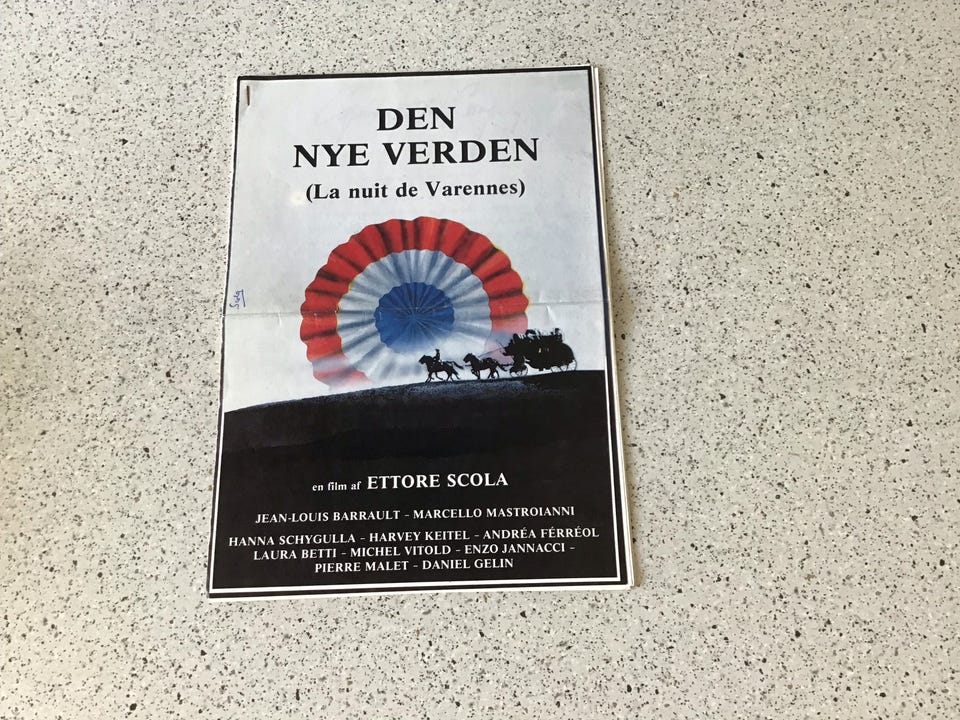 DEN
NYE VERDEN
(La nuit de Varennes)
en film af ETTORE SCOLA
JEAN-LOUIS BARRAULT - MARCELLO MASTROIANNI
HANNA SCHYGULLA - HARVEY KEITEL - ANDRÉA FÉRRÉOL
LAURA BETTI - MICHEL VITOLD - ENZO JANNACCI -
PIERRE MALET - DANIEL GELIN